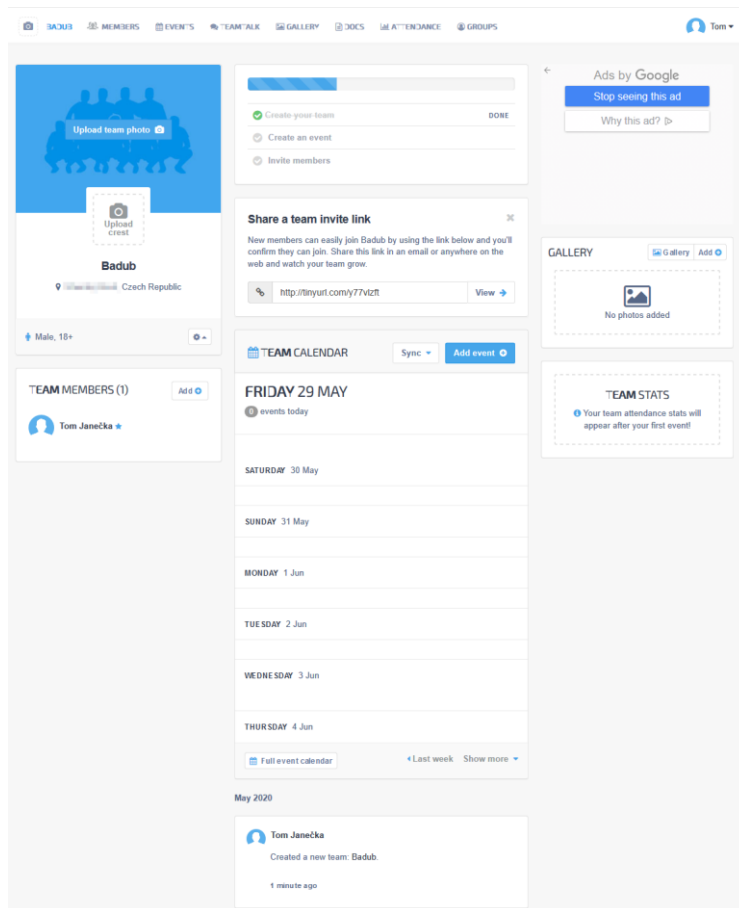 BADUB MEMBERS EVENTS TEAMTALK GALLERY DOCS ATTENDANCE GROUPS Tom
Upload team photo
Upload
crest
Badub
Czech Republic
Male, 18+
TEAM MEMBERS (1) Add
Tom Janečka
Create your team DONE
Create an event
Invite members
Share a team invite link
New members can easily join Badub by using the link below and you'll
confirm they can join. Share this link in an email or anywhere on the
web and watch your team grow.
http://tinyurl.com/y77vlzft View
TEAM CALENDAR Sync Add event
FRIDAY 29 MAY
0 events today
SATURDAY 30 May
SUNDAY 31 May
MONDAY 1 Jun
TUESDAY 2 Jun
WEDNESDAY 3 Jun
THURSDAY 4 Jun
Full event calendar Last week Show more
May 2020
Tom Janečka
Created a new team: Badub.
1 minute ago
Ads by Google
Stop seeing this ad
Why this ad?
GALLERY Gallery Add
No photos added
TEAM STATS
Your team attendance stats will
appear after your first event!